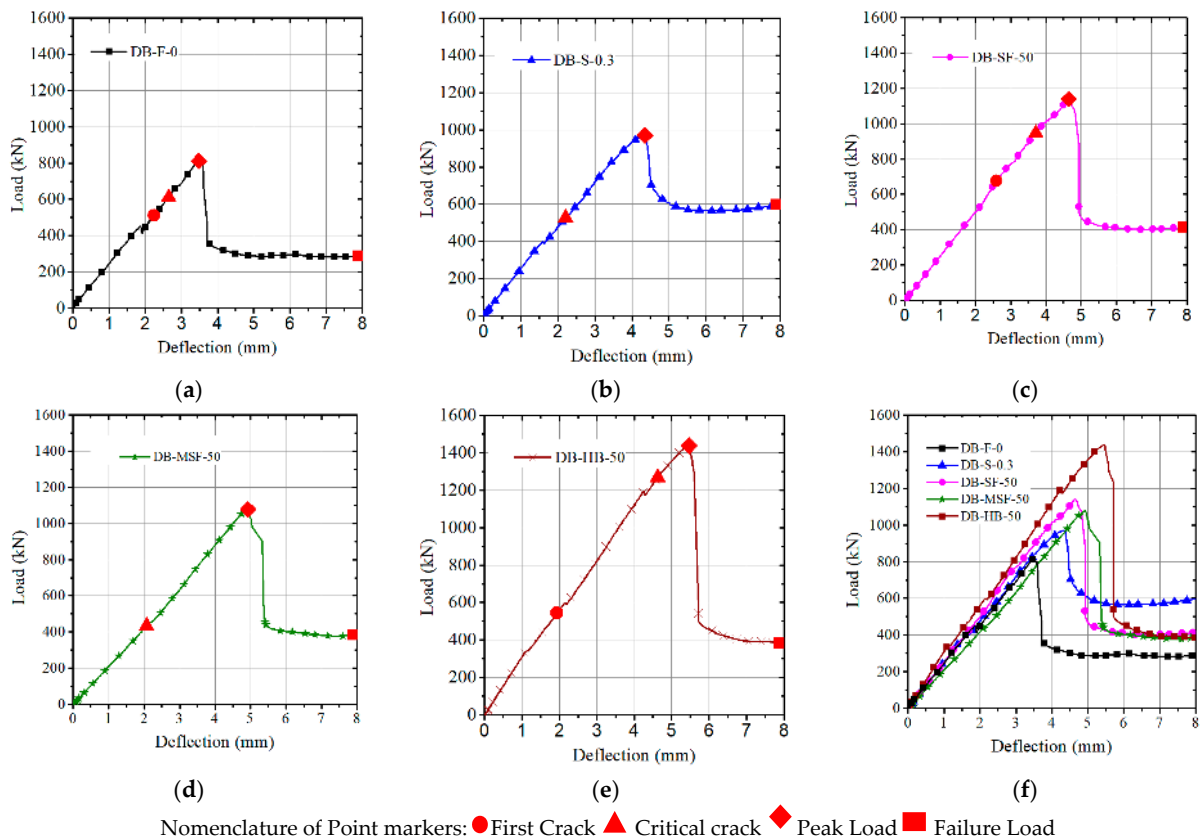 1600
1400
1200
1000
800
600
400
200
0
Load (kN)
DB-F-0
0 1 2 3 4 5 6 7 8
Deflection (mm)
(a)
1600
1400
1200
1000
800
600
400
200
0
Load (kN)
DB-S-0.3
0 1 2 3 4 5 6 7 8
Deflection (mm)
(b)
1600
1400
1200
1000
800
600
400
200
0
Load (kN)
DB-SF-50
0 1 2 3 4 5 6 7 8
Deflection (mm)
(c)
1600
1400
1200
1000
800
600
400
200
0
Load (kN)
DB-MSF-50
0 1 2 3 4 5 6 7 8
Deflection (mm)
(d)
1600
1400
1200
1000
800
600
400
200
0
Load (kN)
DB-HB-50
0 1 2 3 4 5 6 7 8
Deflection (mm)
(e)
1600
1400
1200
1000
800
600
400
200
0
Load (kN)
DB-F-0
DB-S-0.3
DB-SF-50
DB-MSF-50
DB-HB-50
0 1 2 3 4 5 6 7 8
Deflection (mm)
(f)
Nomenclature of Point markers: First Crack Critical crack Peak Load Failure Load